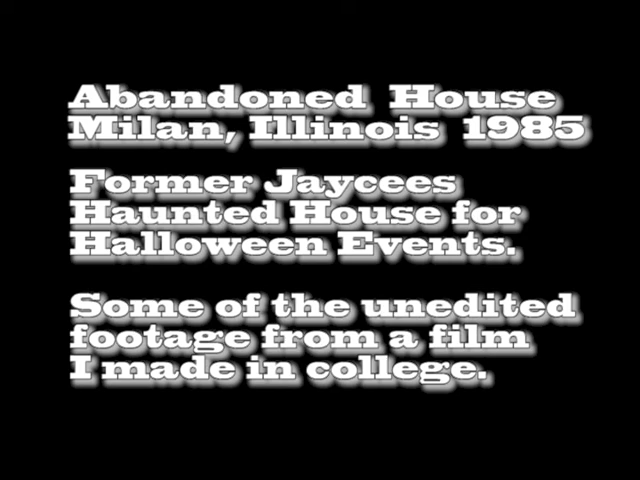 Abandoned House
Milan, Illinois 1985
Former Jaycees
Haunted House for
Halloween Events.
Some of the unedited
footage from a film
I made in college.